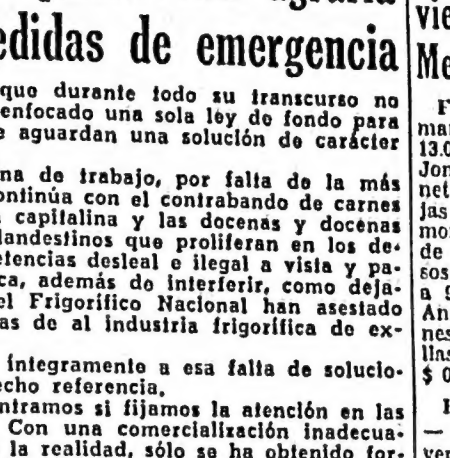 edidas de emergencia
que durante todo su transcurso no
enfocado una sola ley de fondo para
e aguardan una solución de carácter
na de trabajo, por falta de la más
ontinúa con el contrabando de carnes
capitalina y las docenas y docenas
landestinos que proliferan en los de-
etencias desleal e ilegal a vista y pa-
ca, además de interferir, como deja-
el Frigorífico Nacional han asestado
as de al industria frigorífica de ex-
integramente a esa falta de solucio-
echo referencia.
ntramos si fijamos la atención en las
Con una comercialización inadecua-
la realidad, sólo se ha obtenido for-
vie
Me
F
mar
13.0
Jor
net
jas
mo
de
sos
a
An
nes
llas
$ 0